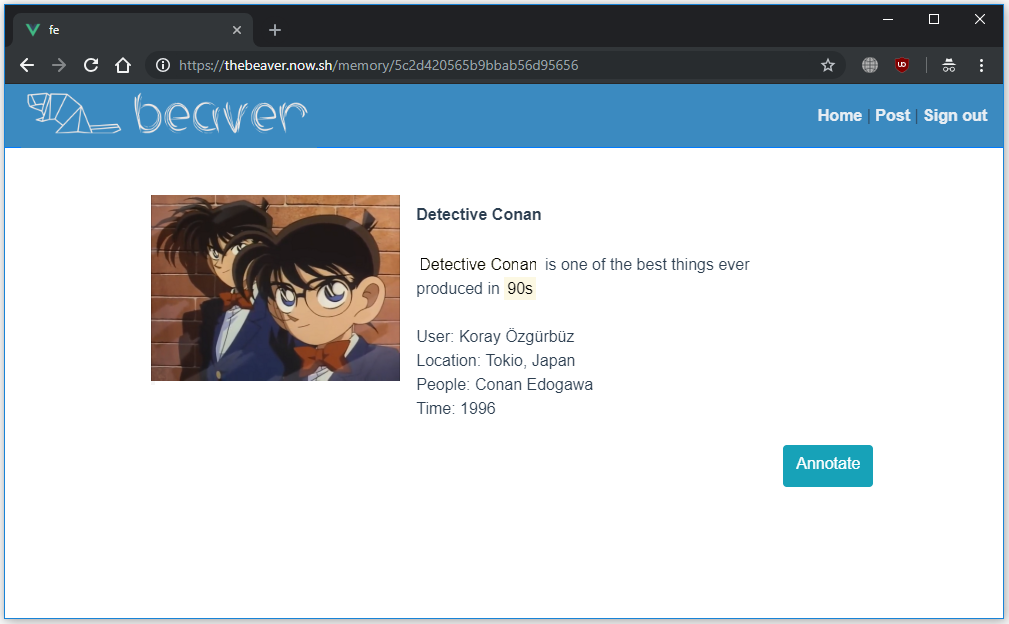 fe
https://thebeaver.now.sh/memory/5c2d420565b9bbab56d95656
beaver
Home | Post | Sign out
Detective Conan
Detective Conan is one of the best things ever
produced in 90s
User: Koray Özgürbüz
Location: Tokio, Japan
People: Conan Edogawa
Time: 1996
Annotate